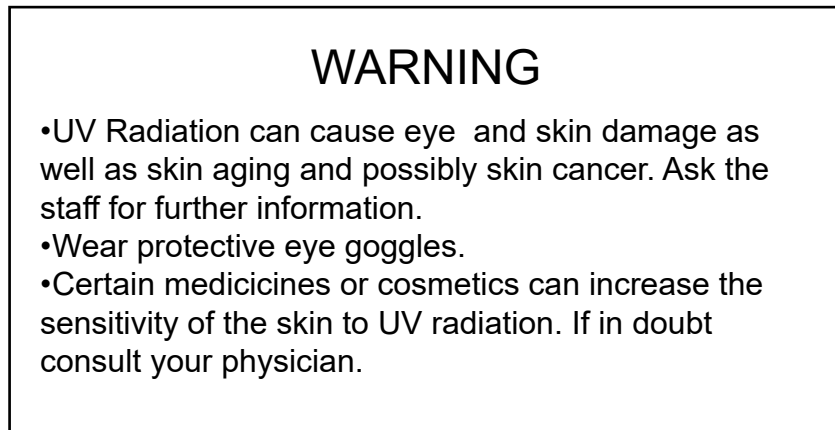 WARNING
•UV Radiation can cause eye  and skin damage as
well as skin aging and possibly skin cancer. Ask the
staff for further information.
•Wear protective eye goggles.
•Certain medicicines or cosmetics can increase the
sensitivity of the skin to UV radiation. If in doubt
consult your physician.